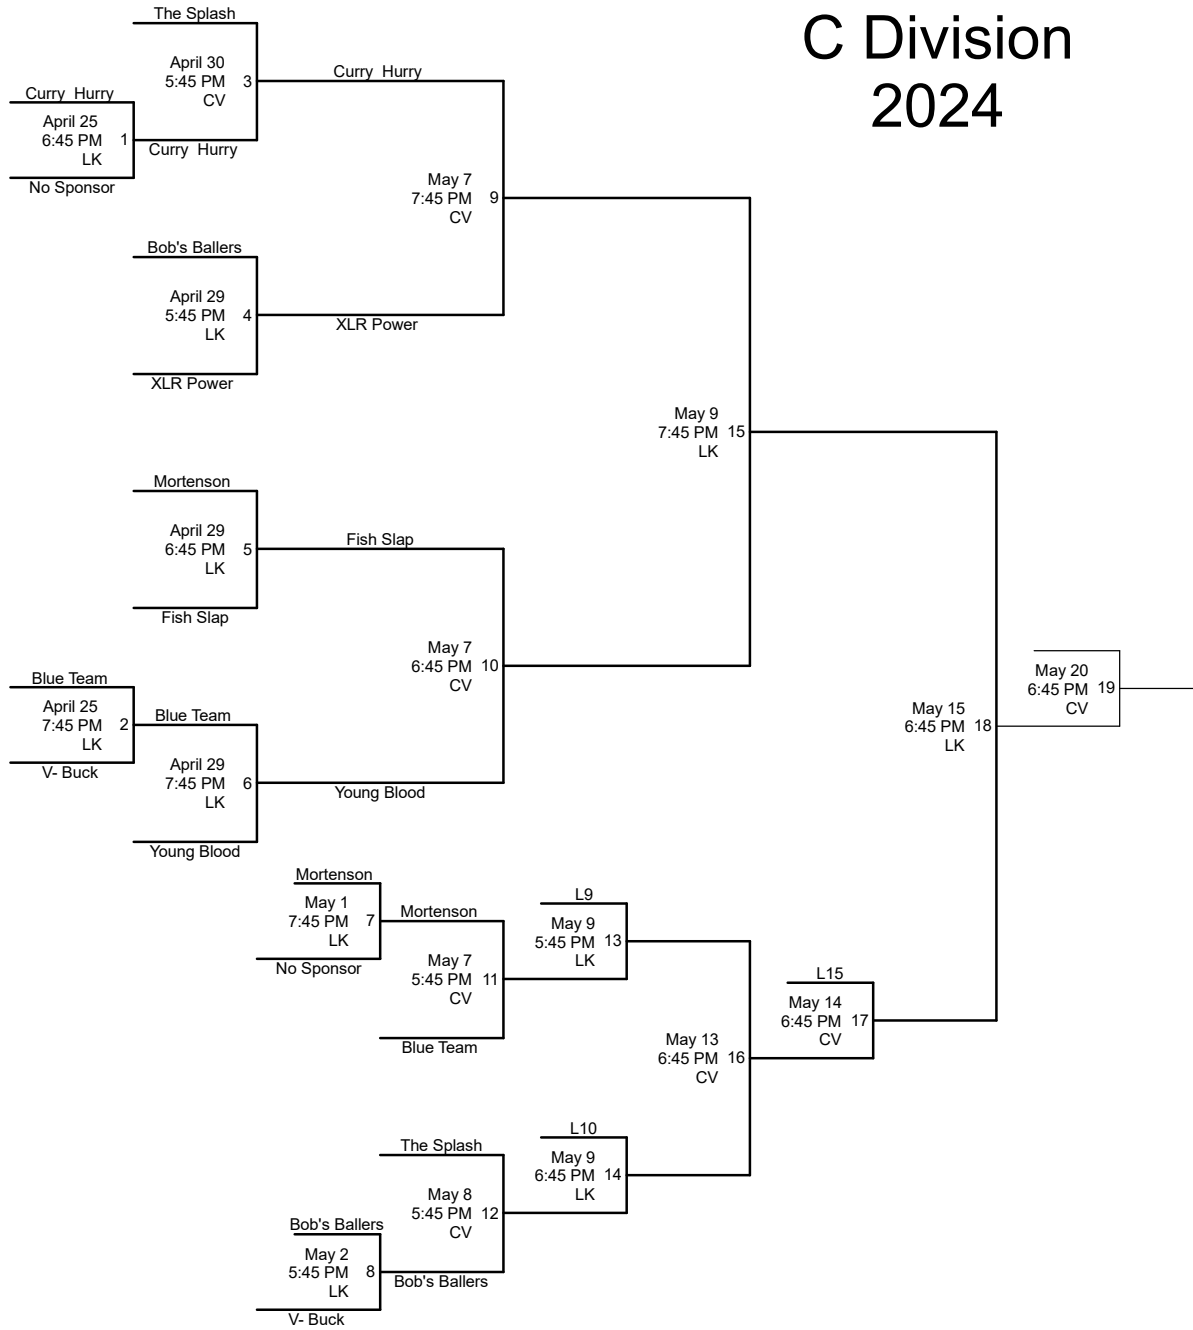 C Division
2024
The Splash
April 30
5:45 PM 3
CV
Curry  Hurry
Curry  Hurry
April 25
6:45 PM 1
LK
Curry  Hurry
No Sponsor
May 7
7:45 PM 9
CV
Bob's Ballers
April 29
5:45 PM 4
LK
XLR Power
XLR Power
May 9
7:45 PM 15
LK
Mortenson
April 29
6:45 PM 5
LK
Fish Slap
Fish Slap
May 7
6:45 PM 10
CV
Blue Team
April 25
7:45 PM 2
LK
V- Buck
Blue Team
April 29
7:45 PM 6
LK
Young Blood
Young Blood
May 20
6:45 PM 19
CV
May 15
6:45 PM 18
LK
Mortenson
May 1
7:45 PM 7
LK
No Sponsor
Mortenson
May 7
5:45 PM 11
CV
Blue Team
L9
May 9
5:45 PM 13
LK
L15
May 14
6:45 PM 17
CV
May 13
6:45 PM 16
CV
L10
May 9
6:45 PM 14
LK
The Splash
May 8
5:45 PM 12
CV
Bob's Ballers
Bob's Ballers
May 2
5:45 PM 8
LK
V- Buck